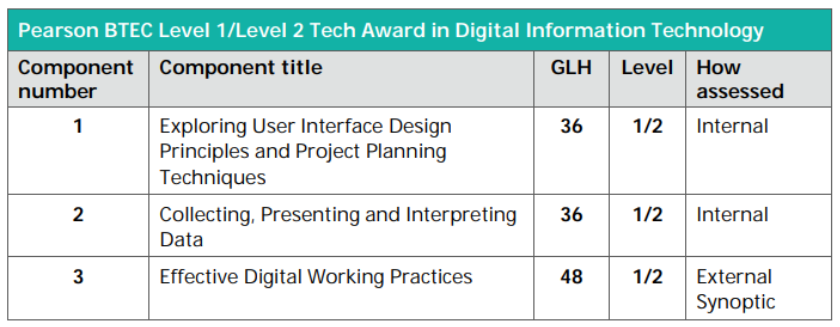 Pearson BTEC Level 1/Level 2 Tech Award in Digital Information Technology
Component number Component title GLH Level How assessed
1 Exploring User Interface Design Principles and Project Planning Techniques 36 1/2 Internal
2 Collecting, Presenting and Interpreting Data 36 1/2 Internal
3 Effective Digital Working Practices 48 1/2 External Synoptic